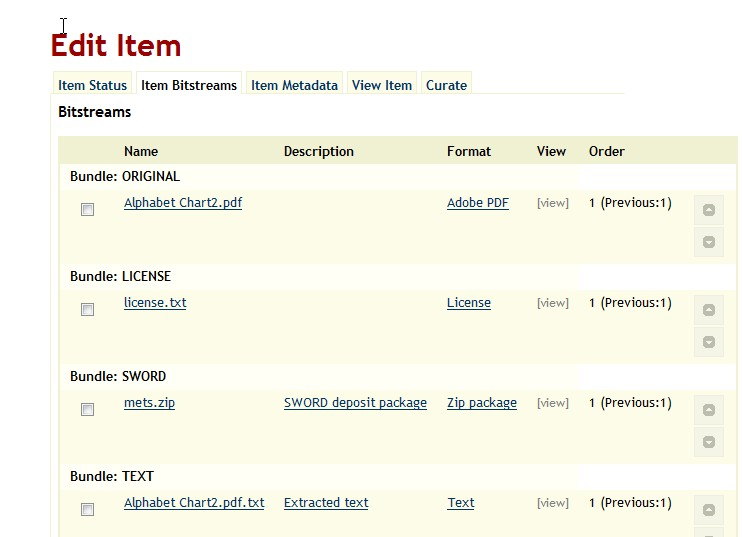 Edit Item
Item Status Item Bitstreams Item Metadata View Item Curate
Bitstreams
Name Description Format View Order
Bundle: ORIGINAL
Alphabet Chart2.pdf Adobe PDF [view] 1 (Previous:1)
Bundle: LICENSE
license.txt License [view] 1 (Previous:1)
Bundle: SWORD
mets.zip SWORD deposit package Zip package [view] 1 (Previous:1)
Bundle: TEXT
Alphabet Chart2.pdf.txt Extracted text Text [view] 1 (Previous:1)